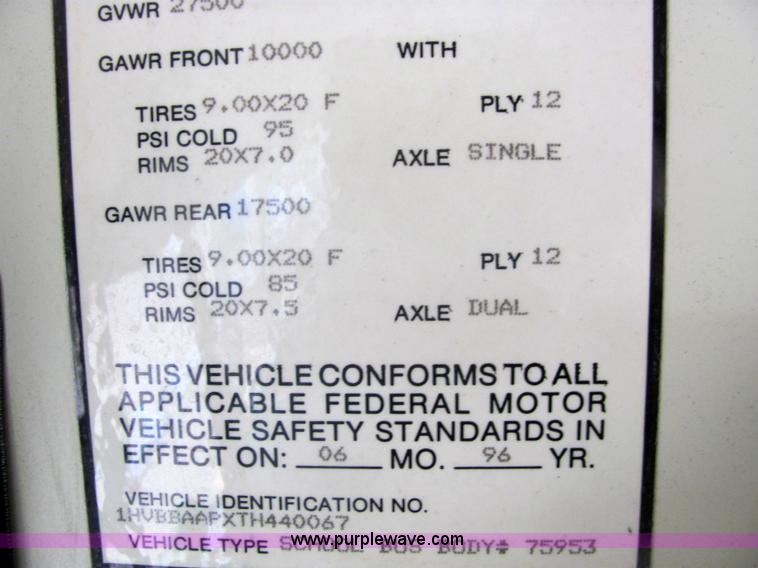 GVWR 27500
GAWR FRONT 10000 WITH
TIRES 9.00X20 F PLY 12
PSI COLD 95
RIMS 20X7.0 AXLE SINGLE
GAWR REAR 17500
TIRES 9.00X20 F PLY 12
PSI COLD 85
RIMS 20X7.5 AXLE DUAL
THIS VEHICLE CONFORMS TO ALL
APPLICABLE FEDERAL MOTOR
VEHICLE SAFETY STANDARDS IN
EFFECT ON: 06 MO. 96 YR.
VEHICLE IDENTIFICATION NO.
1HVBBAAPXTH440067
www.purplewave.com
VEHICLE TYPE SCHOOL BUS BODY# 75953